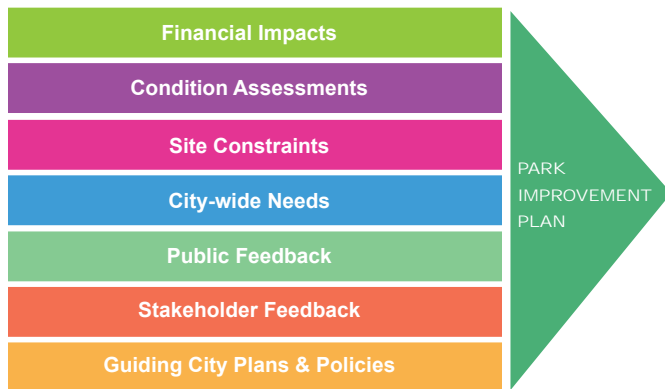 Financial Impacts
Condition Assessments
Site Constraints
City-wide Needs
Public Feedback
Stakeholder Feedback
Guiding City Plans & Policies
PARK
IMPROVEMENT
PLAN